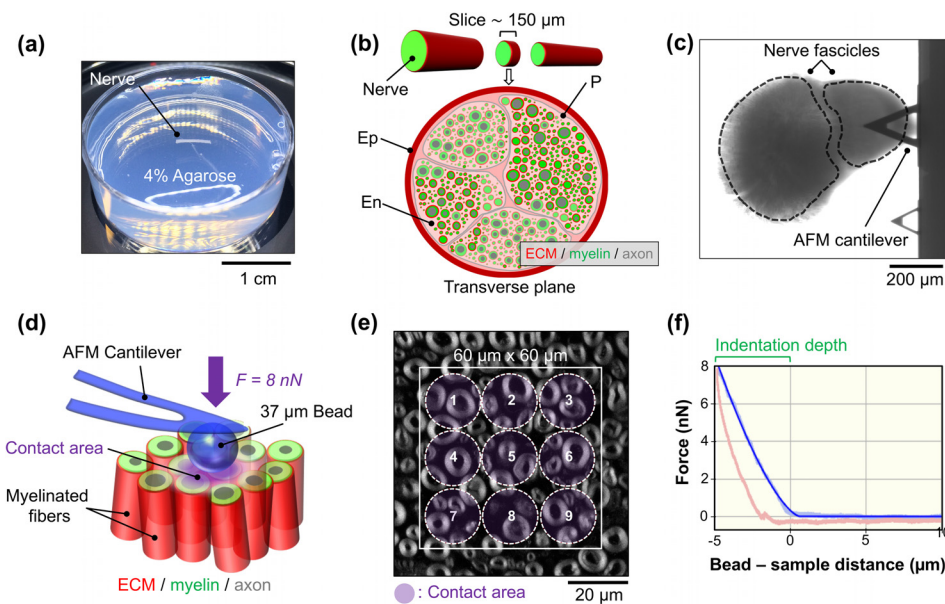 (a)
Nerve
4% Agarose
1 cm
(b)
Slice ~ 150 µm
Nerve
P
Ep
En
ECM / myelin / axon
Transverse plane
(c)
Nerve fascicles
AFM cantilever
200 µm
(d)
AFM Cantilever
F = 8 nN
37 µm Bead
Contact area
Myelinated
fibers
ECM / myelin / axon
(e)
60 µm x 60 µm
1 2 3
4 5 6
7 8 9
: Contact area
20 µm
(f)
Indentation depth
Force (nN)
8
6
4
2
0
-5 0 5 10
Bead – sample distance (µm)